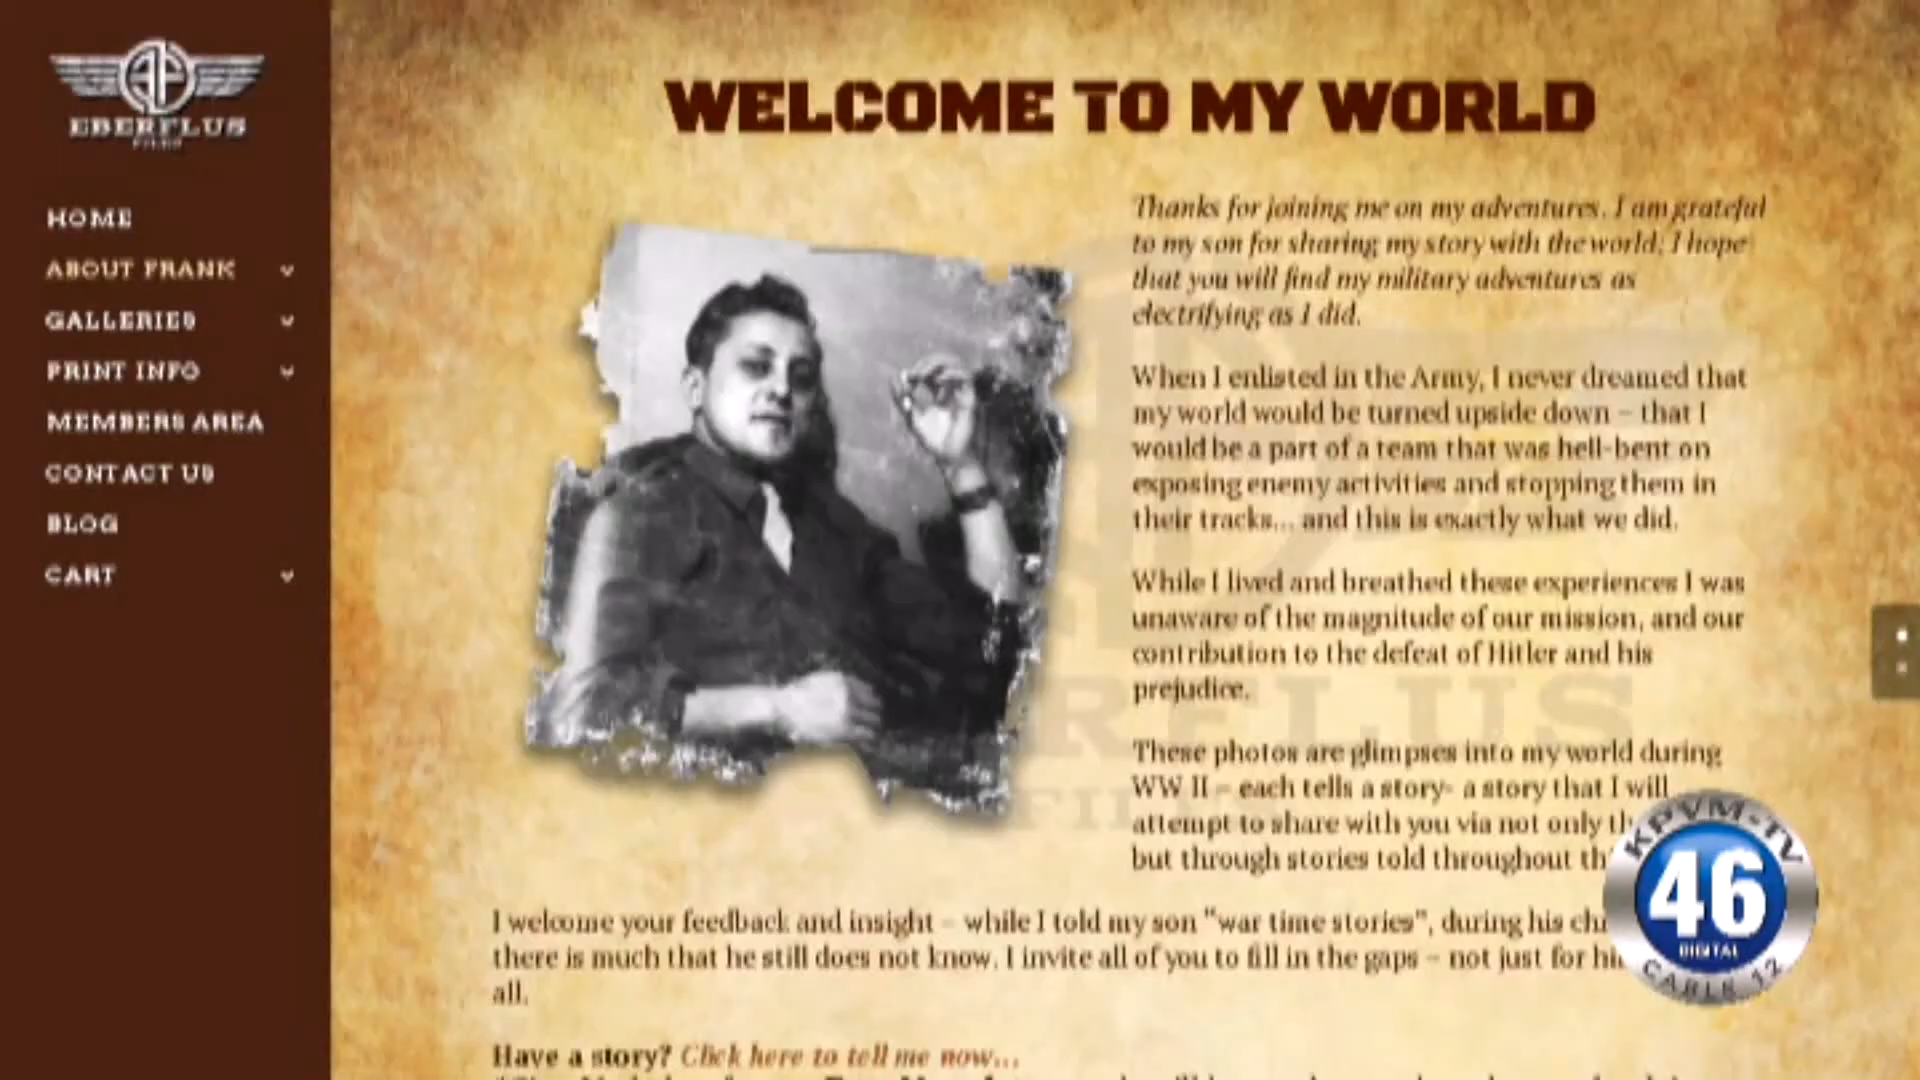 EBERFLUS
FILES
HOME
ABOUT FRANK
GALLERIES
PRINT INFO
MEMBERS AREA
CONTACT US
BLOG
CART
WELCOME TO MY WORLD
Thanks for joining me on my adventures. I am grateful
to my son for sharing my story with the world; I hope
that you will find my military adventures as
electrifying as I did.
When I enlisted in the Army, I never dreamed that
my world would be turned upside down – that I
would be a part of a team that was hell-bent on
exposing enemy activities and stopping them in
their tracks... and this is exactly what we did.
While I lived and breathed these experiences I was
unaware of the magnitude of our mission, and our
contribution to the defeat of Hitler and his
prejudice.
These photos are glimpses into my world during
WW II – each tells a story- a story that I will
attempt to share with you via not only th
but through stories told throughout th
I welcome your feedback and insight – while I told my son "war time stories", during his ch
there is much that he still does not know. I invite all of you to fill in the gaps – not just for hi
all.
Have a story? Click here to tell me now...
KPVM-TV
46
DIGITAL
CABLE 12